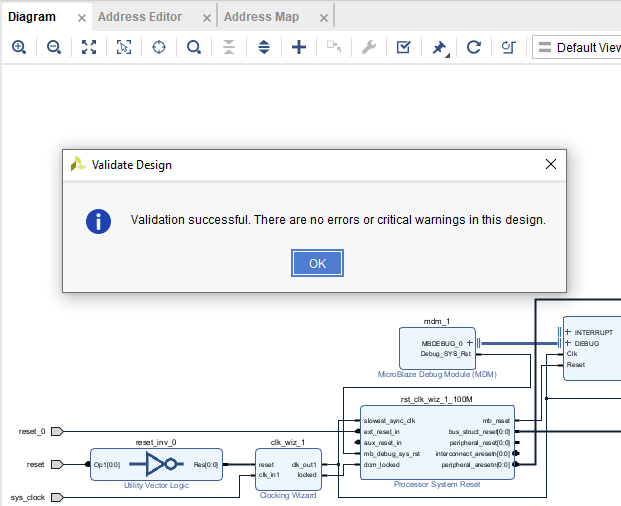 Diagram
Address Editor
Address Map
Default View
Validate Design
Validation successful. There are no errors or critical warnings in this design.
OK
mdm_1
MBDEBUG_0
Debug_SYS_Rst
MicroBlaze Debug Module (MDM)
INTERRUPT
DEBUG
Clk
Reset
rst_clk_wiz_1_100M
slowest_sync_clk
ext_reset_in
aux_reset_in
mb_debug_sys_rst
dcm_locked
mb_reset
bus_struct_reset[0:0]
peripheral_reset[0:0]
interconnect_aresetn[0:0]
peripheral_aresetn[0:0]
Processor System Reset
reset_0
reset
sys_clock
reset_inv_0
Op1[0:0]
Res[0:0]
Utility Vector Logic
clk_wiz_1
reset
clk_in1
clk_out1
locked
Clocking Wizard